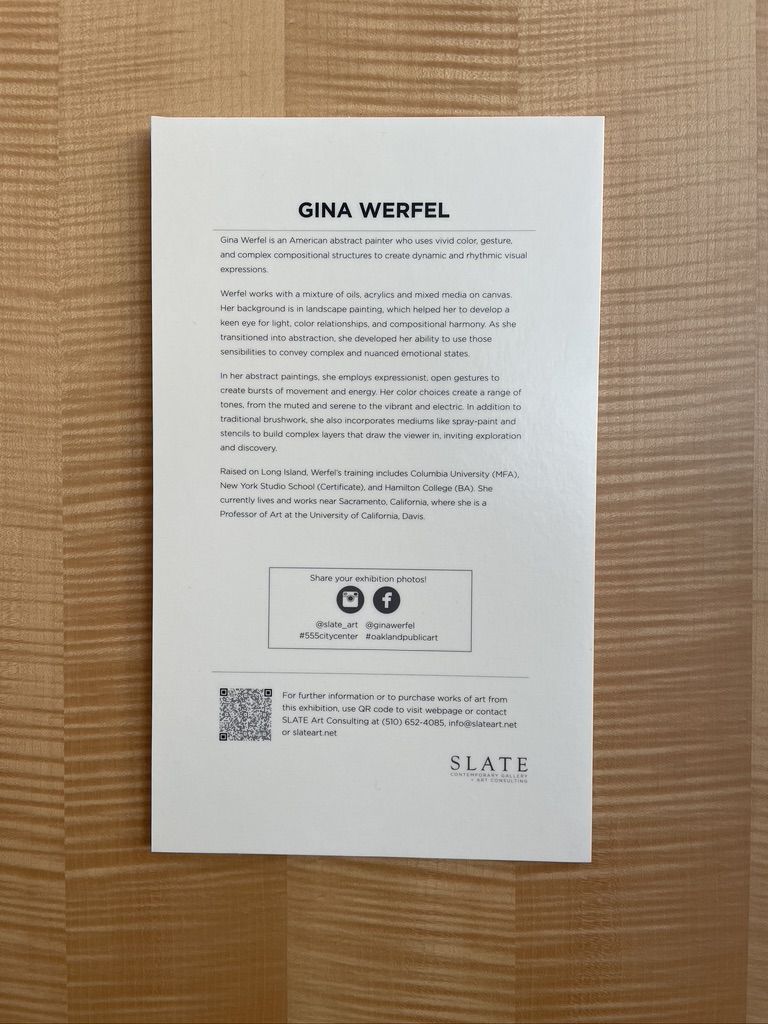 GINA WERFEL
Gina Werfel is an American abstract painter who uses vivid color, gesture,
and complex compositional structures to create dynamic and rhythmic visual
expressions.
Werfel works with a mixture of oils, acrylics and mixed media on canvas.
Her background is in landscape painting, which helped her to develop a
keen eye for light, color relationships, and compositional harmony. As she
transitioned into abstraction, she developed her ability to use those
sensibilities to convey complex and nuanced emotional states.
In her abstract paintings, she employs expressionist, open gestures to
create bursts of movement and energy. Her color choices create a range of
tones, from the muted and serene to the vibrant and electric. In addition to
traditional brushwork, she also incorporates mediums like spray-paint and
stencils to build complex layers that draw the viewer in, inviting exploration
and discovery.
Raised on Long Island, Werfel's training includes Columbia University (MFA),
New York Studio School (Certificate), and Hamilton College (BA). She
currently lives and works near Sacramento, California, where she is a
Professor of Art at the University of California, Davis.
Share your exhibition photos!
@slate_art @ginawerfel
#555citycenter #oaklandpublicart
For further information or to purchase works of art from
this exhibition, use QR code to visit webpage or contact
SLATE Art Consulting at (510) 652-4085, info@slateart.net
or slateart.net
SLATE
CONTEMPORARY GALLERY
+ ART CONSULTING